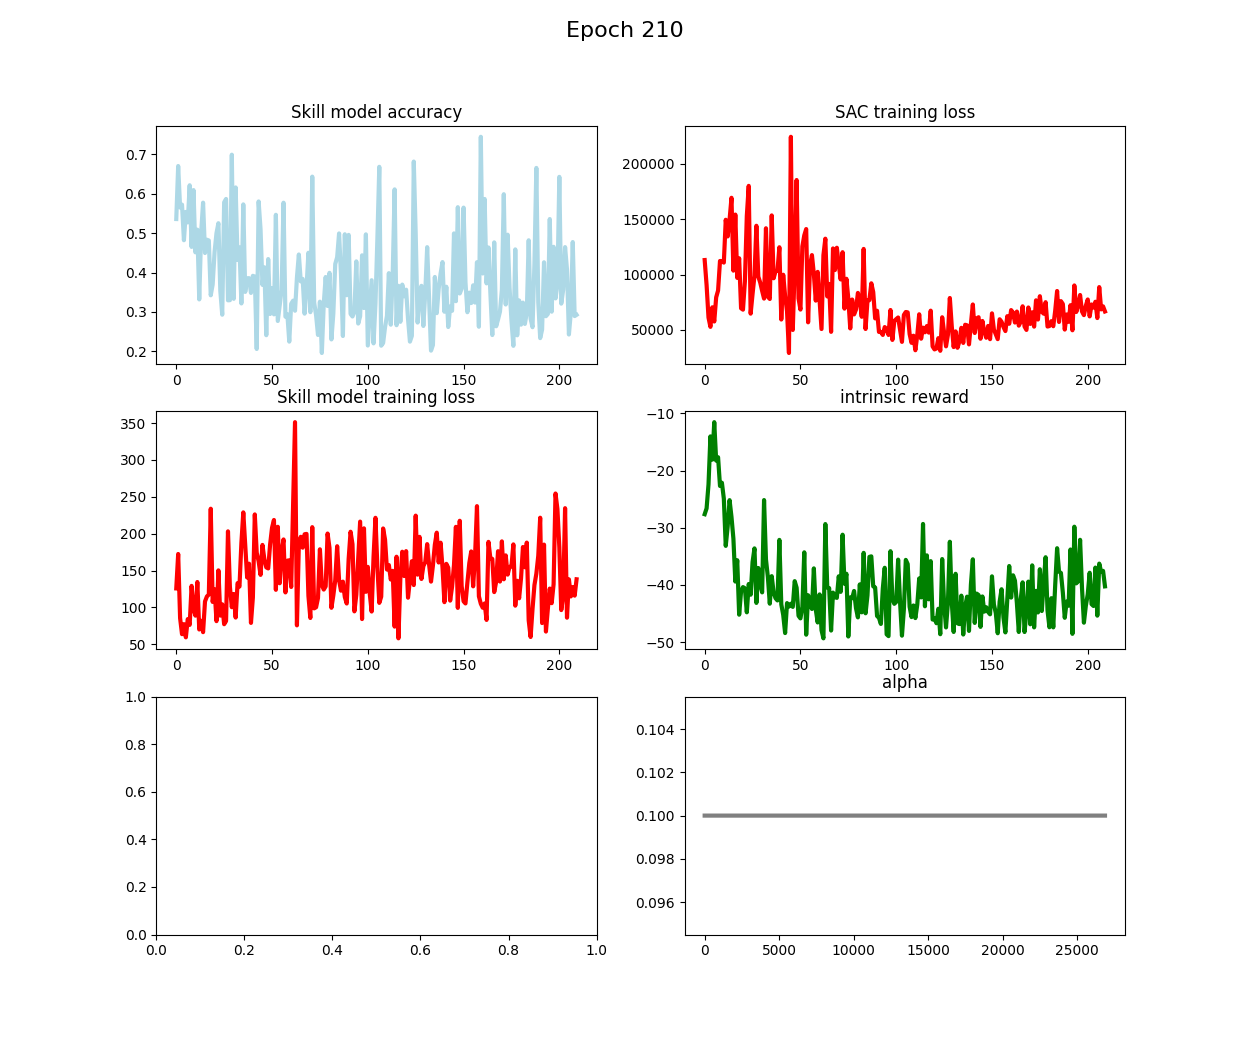 Epoch 210
Skill model accuracy
0.7
0.6
0.5
0.4
0.3
0.2
0 50 100 150 200
SAC training loss
200000
150000
100000
50000
0 50 100 150 200
Skill model training loss
350
300
250
200
150
100
50
0 50 100 150 200
intrinsic reward
−10
−20
−30
−40
−50
0 50 100 150 200
1.0
0.8
0.6
0.4
0.2
0.0
0.0 0.2 0.4 0.6 0.8 1.0
alpha
0.104
0.102
0.100
0.098
0.096
0 5000 10000 15000 20000 25000